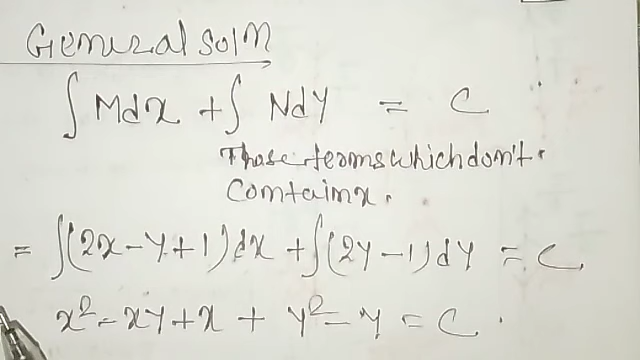 General soln
∫ Mdx + ∫ Ndy = C
Those terms which don't
contain x.
= ∫(2x-y+1)dx + ∫(2y-1)dy = C
x² - xy + x + y² - y = C.